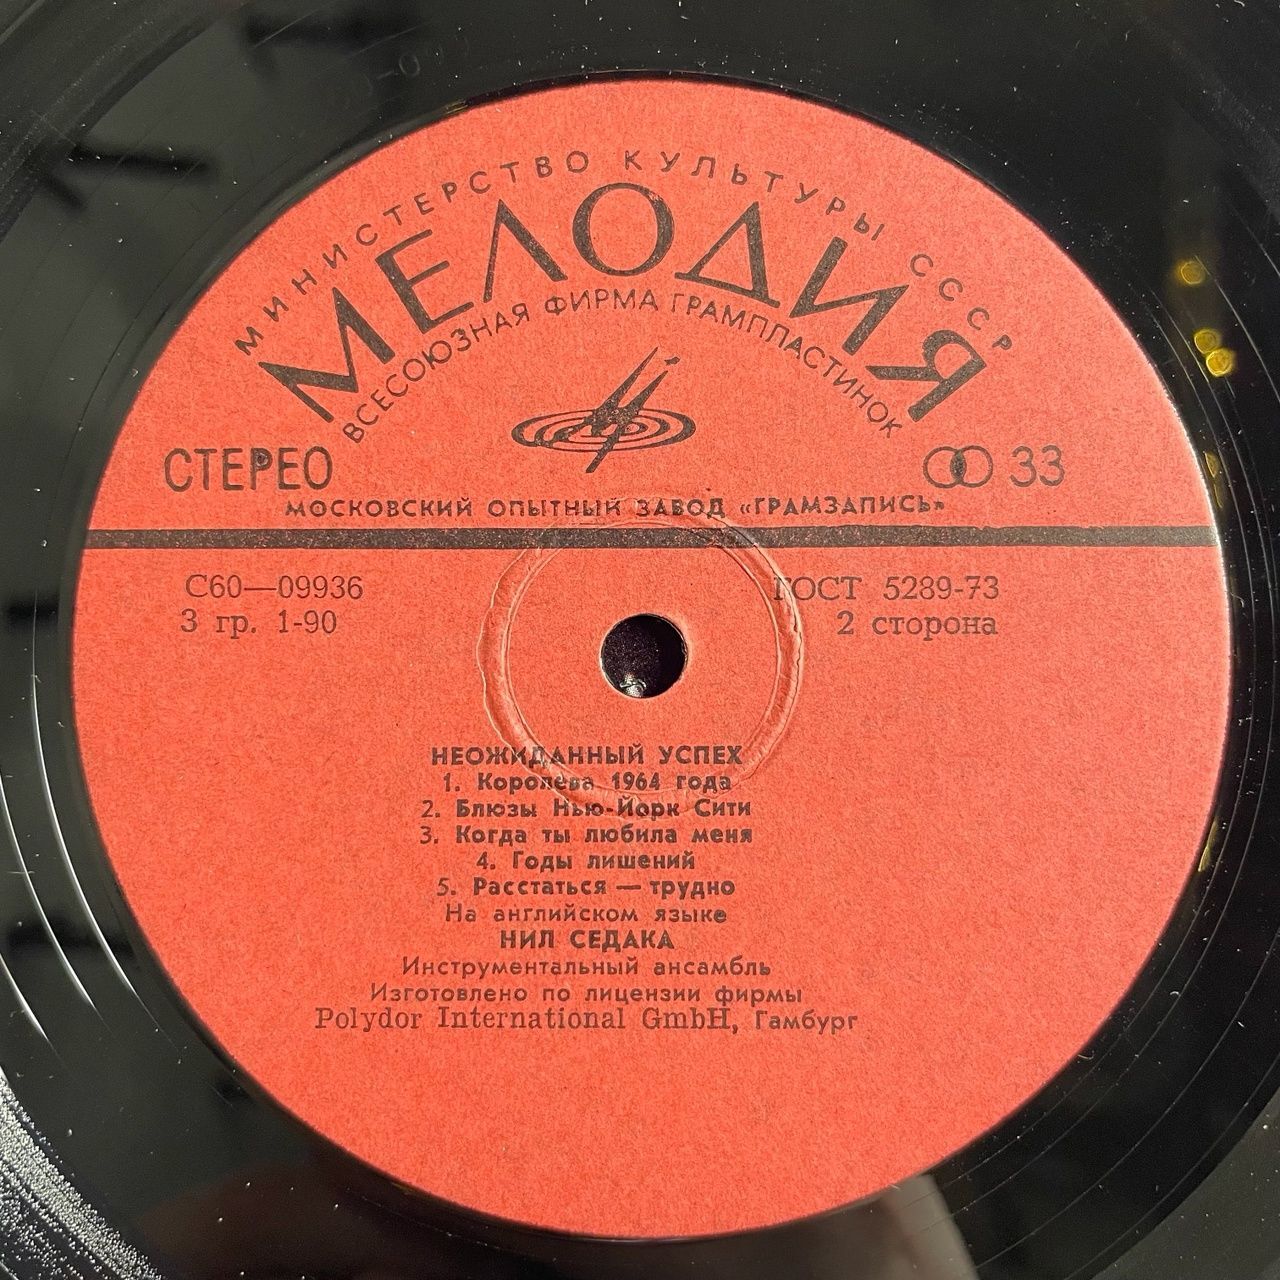 МИНИСТЕРСТВО КУЛЬТУРЫ СССР
МЕЛОДИЯ
ВСЕСОЮЗНАЯ ФИРМА ГРАМПЛАСТИНОК
СТЕРЕО
33
МОСКОВСКИЙ ОПЫТНЫЙ ЗАВОД «ГРАМЗАПИСЬ»
С60—09936
ГОСТ 5289-73
3 гр. 1-90
2 сторона
НЕОЖИДАННЫЙ УСПЕХ
1. Королева 1964 года
2. Блюзы Нью-Йорк Сити
3. Когда ты любила меня
4. Годы лишений
5. Расстаться — трудно
На английском языке
НИЛ СЕДАКА
Инструментальный ансамбль
Изготовлено по лицензии фирмы
Polydor International GmbH, Гамбург